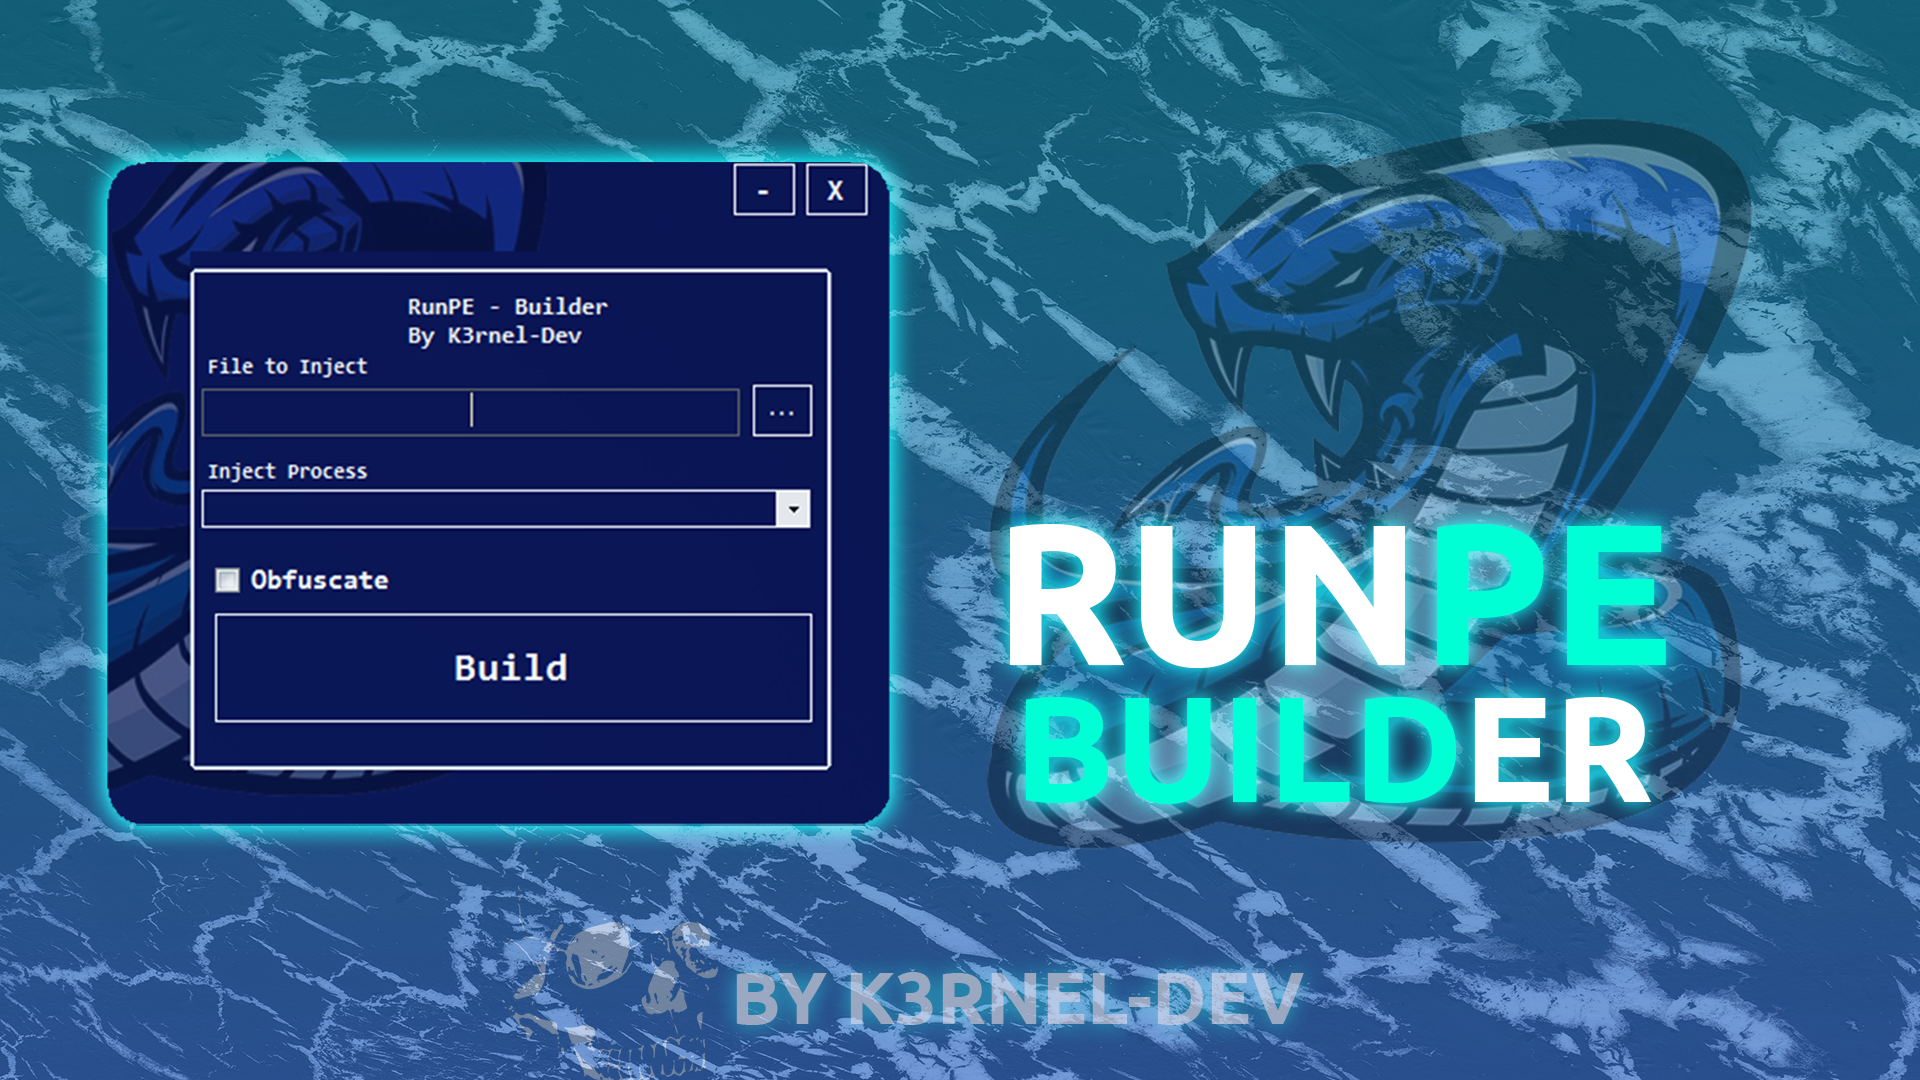 - X
RunPE - Builder
By K3rnel-Dev
File to Inject
...
Inject Process
Obfuscate
Build
RUNPE
BUILDER
BY K3RNEL-DEV